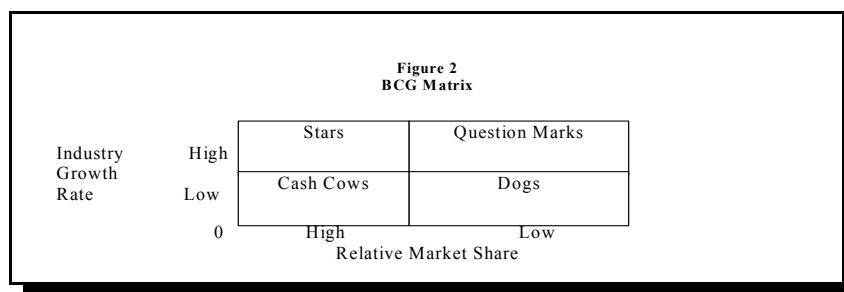 Figure 2
BCG Matrix
Stars Question Marks
Industry High
Growth
Cash Cows Dogs
Rate Low
0 High Low
Relative Market Share